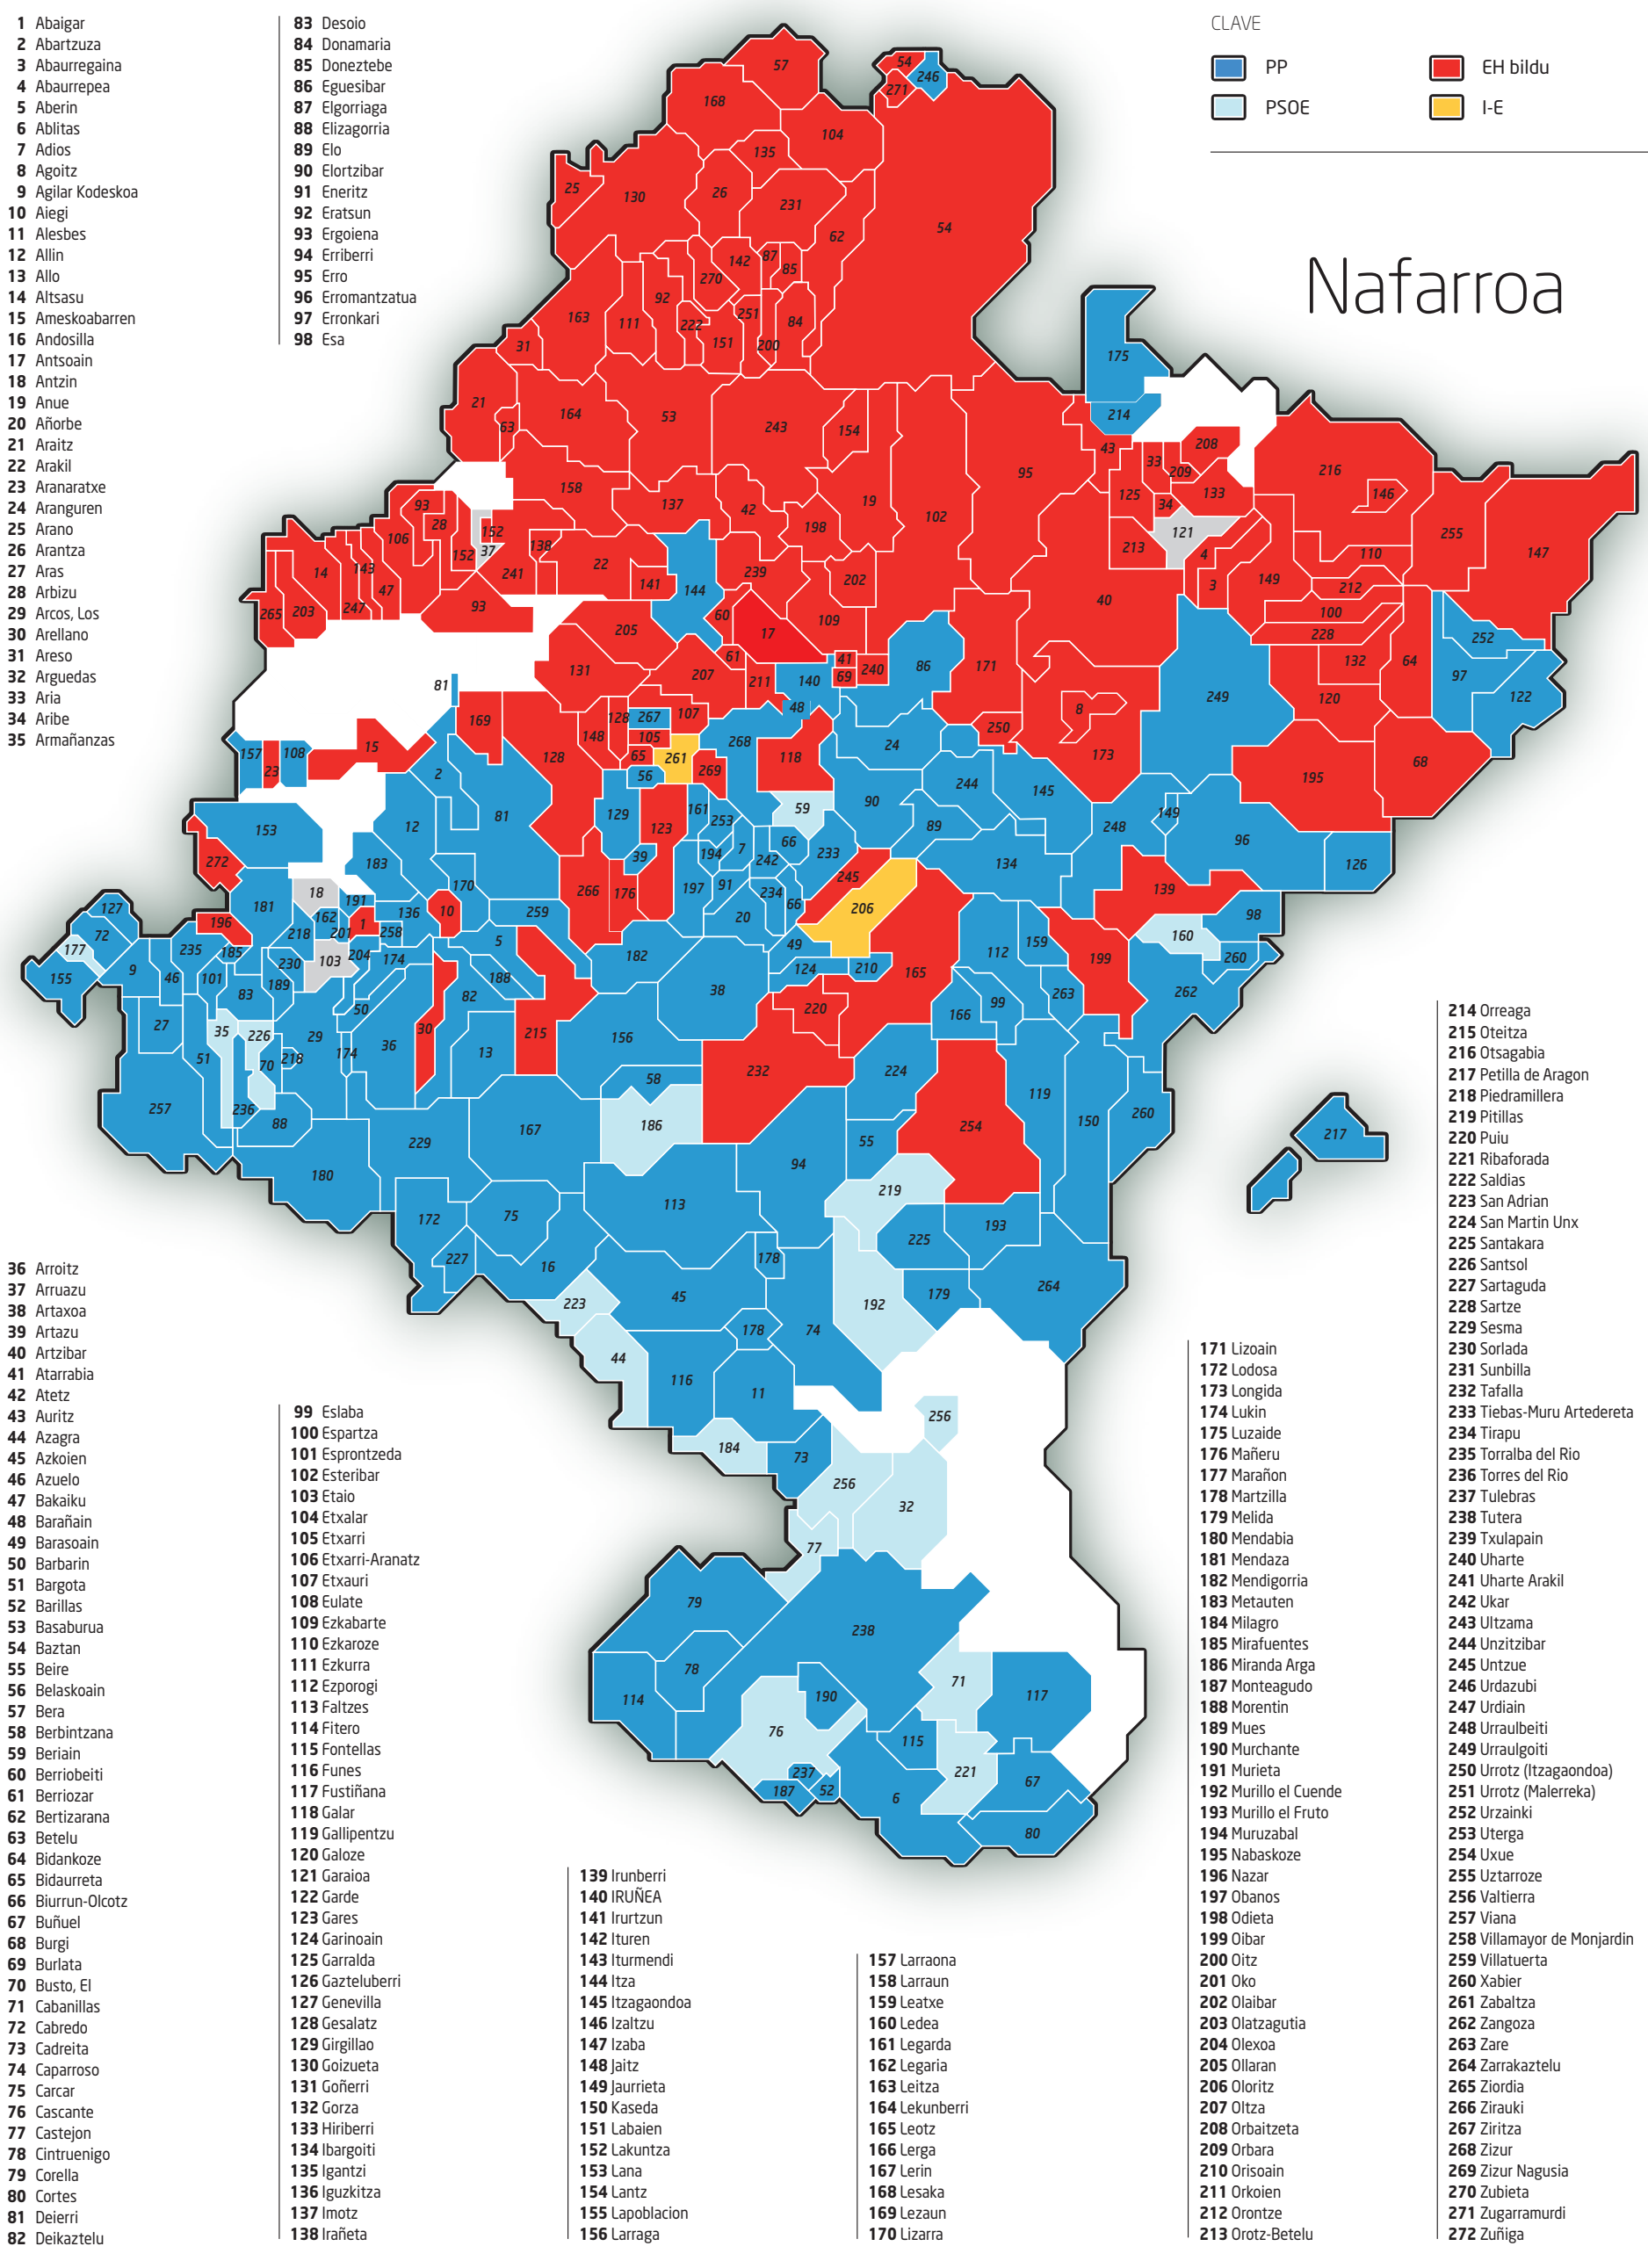 CLAVE
PP
EH bildu
PSOE
I-E
Nafarroa
1 Abaigar
2 Abartzuza
3 Abaurregaina
4 Abaurrepea
5 Aberin
6 Ablitas
7 Adios
8 Agoitz
9 Agilar Kodeskoa
10 Aiegi
11 Alesbes
12 Allin
13 Allo
14 Altsasu
15 Ameskoabarren
16 Andosilla
17 Antsoain
18 Antzin
19 Anue
20 Añorbe
21 Araitz
22 Arakil
23 Aranaratxe
24 Aranguren
25 Arano
26 Arantza
27 Aras
28 Arbizu
29 Arcos, Los
30 Arellano
31 Areso
32 Arguedas
33 Aria
34 Aribe
35 Armañanzas
36 Arroitz
37 Arruazu
38 Artaxoa
39 Artazu
40 Artzibar
41 Atarrabia
42 Atetz
43 Auritz
44 Azagra
45 Azkoien
46 Azuelo
47 Bakaiku
48 Barañain
49 Barasoain
50 Barbarin
51 Bargota
52 Barillas
53 Basaburua
54 Baztan
55 Beire
56 Belaskoain
57 Bera
58 Berbintzana
59 Beriain
60 Berriobeiti
61 Berriozar
62 Bertizarana
63 Betelu
64 Bidankoze
65 Bidaurreta
66 Biurrun-Olcotz
67 Buñuel
68 Burgi
69 Burlata
70 Busto, El
71 Cabanillas
72 Cabredo
73 Cadreita
74 Caparroso
75 Carcar
76 Cascante
77 Castejon
78 Cintruenigo
79 Corella
80 Cortes
81 Deierri
82 Deikaztelu
83 Desoio
84 Donamaria
85 Doneztebe
86 Eguesibar
87 Elgorriaga
88 Elizagorria
89 Elo
90 Elortzibar
91 Eneritz
92 Eratsun
93 Ergoiena
94 Erriberri
95 Erro
96 Erromantzatua
97 Erronkari
98 Esa
99 Eslaba
100 Espartza
101 Esprontzeda
102 Esteribar
103 Etaio
104 Etxalar
105 Etxarri
106 Etxarri-Aranatz
107 Etxauri
108 Eulate
109 Ezkabarte
110 Ezkaroze
111 Ezkurra
112 Ezporogi
113 Faltzes
114 Fitero
115 Fontellas
116 Funes
117 Fustiñana
118 Galar
119 Gallipentzu
120 Galoze
121 Garaioa
122 Garde
123 Gares
124 Garinoain
125 Garralda
126 Gazteluberri
127 Genevilla
128 Gesalatz
129 Girgillao
130 Goizueta
131 Goñerri
132 Gorza
133 Hiriberri
134 Ibargoiti
135 Igantzi
136 Iguzkitza
137 Imotz
138 Irañeta
139 Irunberri
140 IRUÑEA
141 Irurtzun
142 Ituren
143 Iturmendi
144 Itza
145 Itzagaondoa
146 Izaltzu
147 Izaba
148 Jaitz
149 Jaurrieta
150 Kaseda
151 Labaien
152 Lakuntza
153 Lana
154 Lantz
155 Lapoblacion
156 Larraga
157 Larraona
158 Larraun
159 Leatxe
160 Ledea
161 Legarda
162 Legaria
163 Leitza
164 Lekunberri
165 Leotz
166 Lerga
167 Lerin
168 Lesaka
169 Lezaun
170 Lizarra
171 Lizoain
172 Lodosa
173 Longida
174 Lukin
175 Luzaide
176 Mañeru
177 Marañon
178 Martzilla
179 Melida
180 Mendabia
181 Mendaza
182 Mendigorria
183 Metauten
184 Milagro
185 Mirafuentes
186 Miranda Arga
187 Monteagudo
188 Morentin
189 Mues
190 Murchante
191 Murieta
192 Murillo el Cuende
193 Murillo el Fruto
194 Muruzabal
195 Nabaskoze
196 Nazar
197 Obanos
198 Odieta
199 Oibar
200 Oitz
201 Oko
202 Olaibar
203 Olatzagutia
204 Olexoa
205 Ollaran
206 Oloritz
207 Oltza
208 Orbaitzeta
209 Orbara
210 Orisoain
211 Orkoien
212 Orontze
213 Orotz-Betelu
214 Orreaga
215 Oteitza
216 Otsagabia
217 Petilla de Aragon
218 Piedramillera
219 Pitillas
220 Puiu
221 Ribaforada
222 Saldias
223 San Adrian
224 San Martin Unx
225 Santakara
226 Santsol
227 Sartaguda
228 Sartze
229 Sesma
230 Sorlada
231 Sunbilla
232 Tafalla
233 Tiebas-Muru Artedereta
234 Tirapu
235 Torralba del Rio
236 Torres del Rio
237 Tulebras
238 Tutera
239 Txulapain
240 Uharte
241 Uharte Arakil
242 Ukar
243 Ultzama
244 Unzitzibar
245 Untzue
246 Urdazubi
247 Urdiain
248 Urraulbeiti
249 Urraulgoiti
250 Urrotz (Itzagaondoa)
251 Urrotz (Malerreka)
252 Urzainki
253 Uterga
254 Uxue
255 Uztarroze
256 Valtierra
257 Viana
258 Villamayor de Monjardin
259 Villatuerta
260 Xabier
261 Zabaltza
262 Zangoza
263 Zare
264 Zarrakaztelu
265 Ziordia
266 Zirauki
267 Ziritza
268 Zizur
269 Zizur Nagusia
270 Zubieta
271 Zugarramurdi
272 Zuñiga